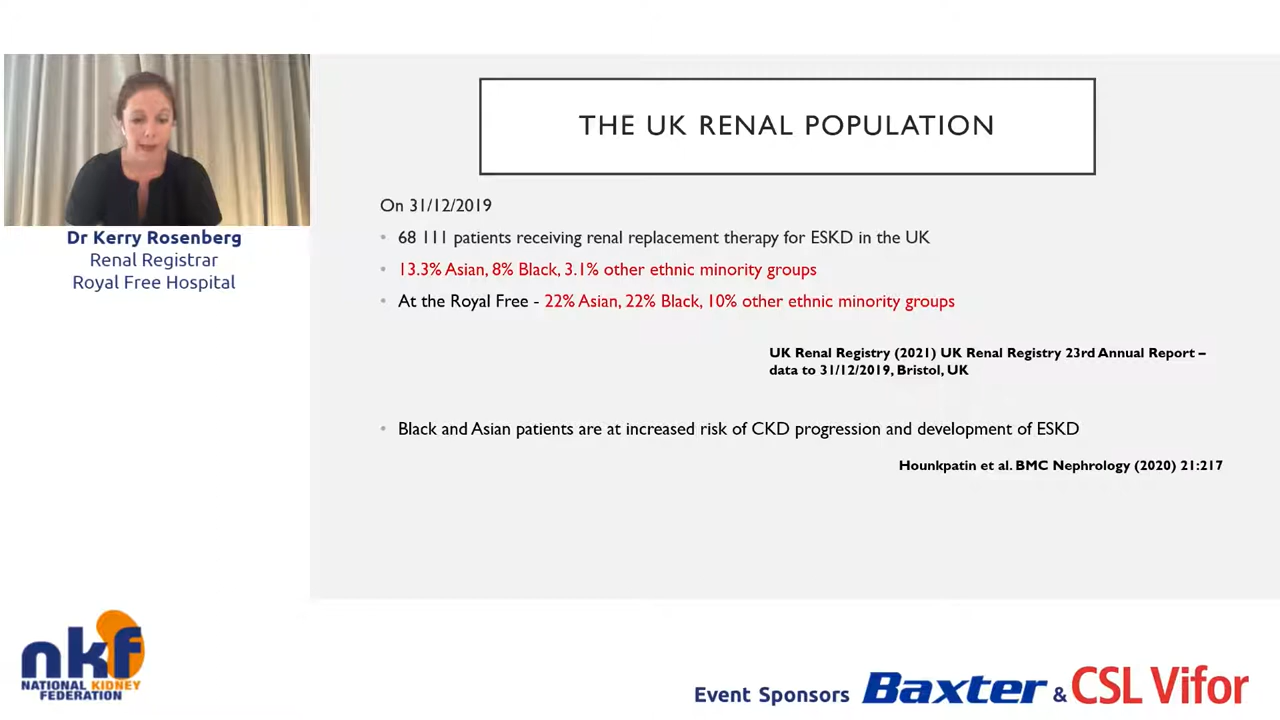 THE UK RENAL POPULATION
Dr Kerry Rosenberg
Renal Registrar
Royal Free Hospital
On 31/12/2019
• 68 111 patients receiving renal replacement therapy for ESKD in the UK
• 13.3% Asian, 8% Black, 3.1% other ethnic minority groups
• At the Royal Free - 22% Asian, 22% Black, 10% other ethnic minority groups
UK Renal Registry (2021) UK Renal Registry 23rd Annual Report –
data to 31/12/2019, Bristol, UK
• Black and Asian patients are at increased risk of CKD progression and development of ESKD
Hounkpatin et al. BMC Nephrology (2020) 21:217
nkf
NATIONAL KIDNEY
FEDERATION
Event Sponsors Baxter & CSL Vifor